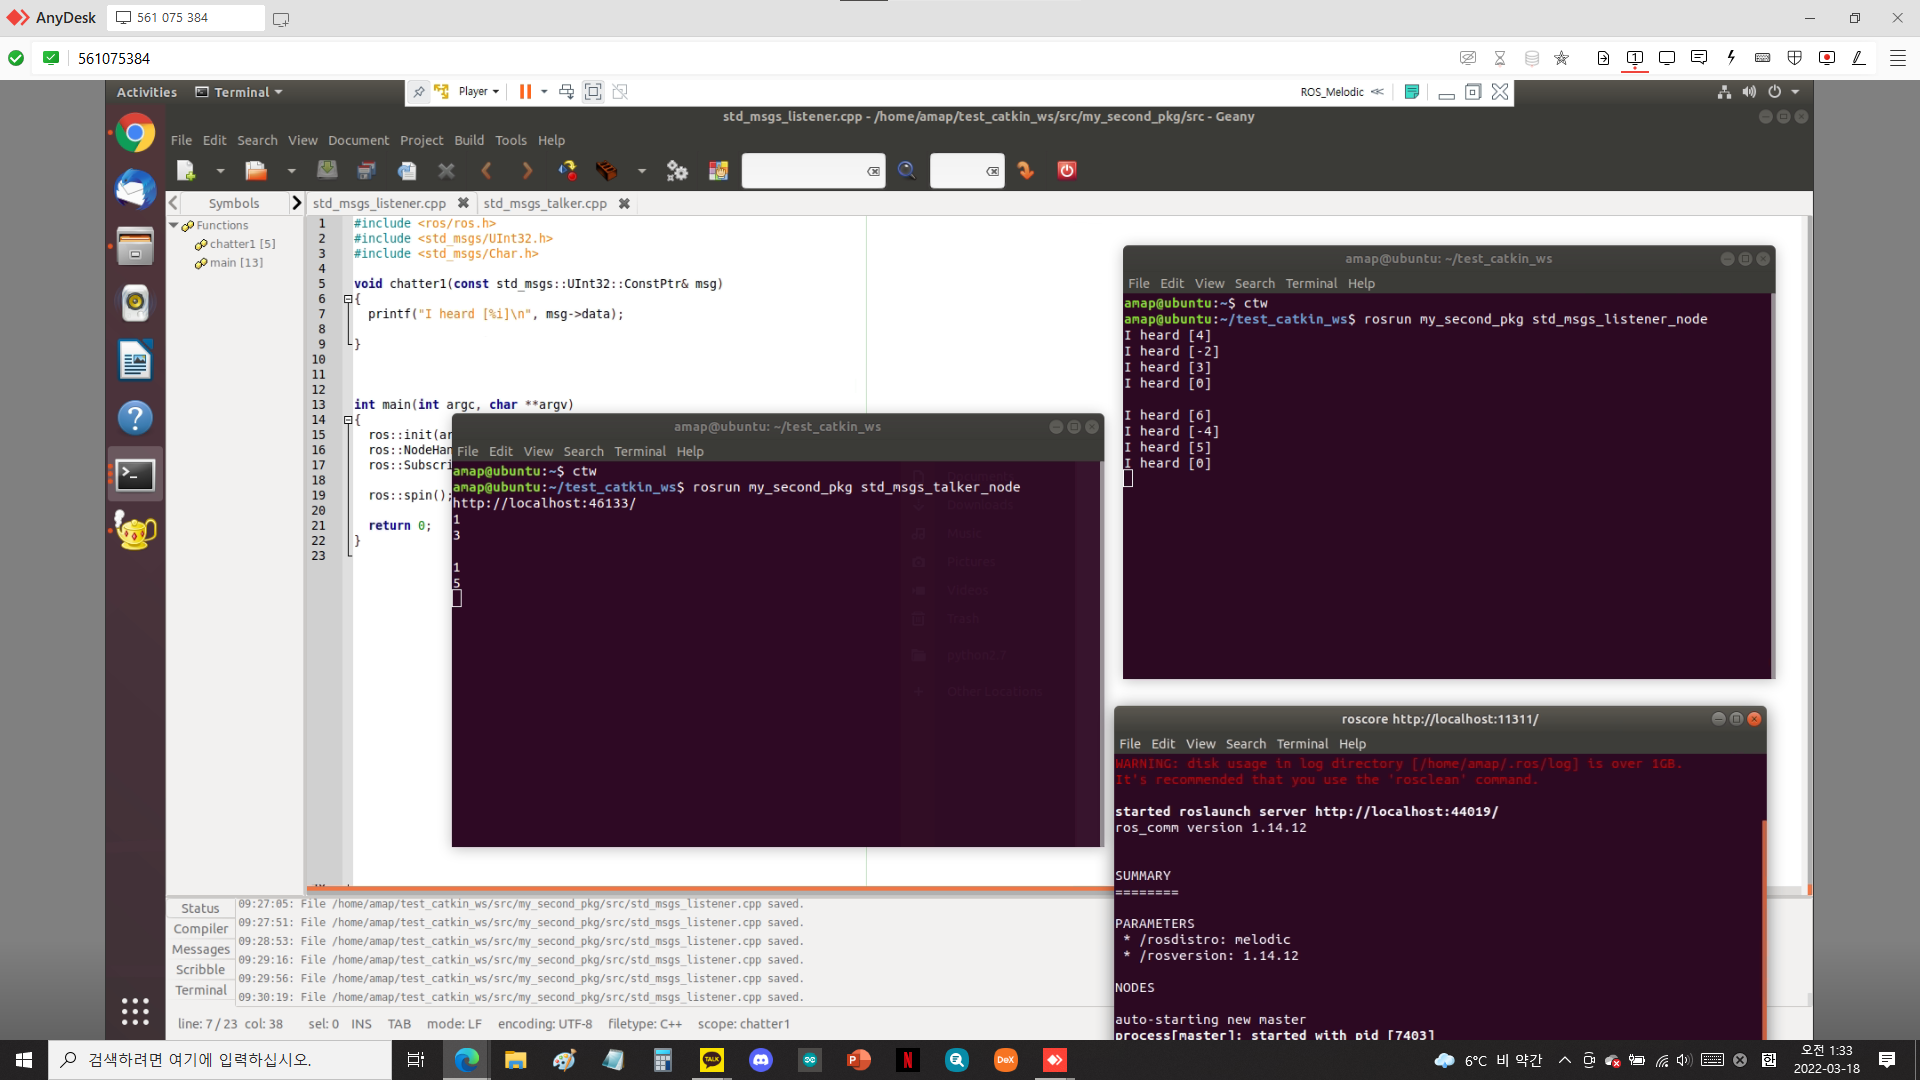 AnyDesk
561 075 384
561075384
Activities
Terminal
Player
ROS_Melodic
std_msgs_listener.cpp - /home/amap/test_catkin_ws/src/my_second_pkg/src - Geany
File Edit Search View Document Project Build Tools Help
Symbols
std_msgs_listener.cpp
std_msgs_talker.cpp
Functions
chatter1 [5]
main [13]
1 #include <ros/ros.h>
2 #include <std_msgs/UInt32.h>
3 #include <std_msgs/Char.h>
4
5 void chatter1(const std_msgs::UInt32::ConstPtr& msg)
6 {
7 printf("I heard [%i]\n", msg->data);
8
9 }
10
11
12
13 int main(int argc, char **argv)
14 {
15 ros::init(ar
16 ros::NodeHan
17 ros::Subscri
18
19 ros::spin();
20
21 return 0;
22 }
23
amap@ubuntu: ~/test_catkin_ws
File Edit View Search Terminal Help
amap@ubuntu:~$ ctw
amap@ubuntu:~/test_catkin_ws$ rosrun my_second_pkg std_msgs_talker_node
http://localhost:46133/
1
3
1
5
Downloads
Music
Pictures
Videos
Trash
python2.7
Other Locations
amap@ubuntu: ~/test_catkin_ws
File Edit View Search Terminal Help
amap@ubuntu:~$ ctw
amap@ubuntu:~/test_catkin_ws$ rosrun my_second_pkg std_msgs_listener_node
I heard [4]
I heard [-2]
I heard [3]
I heard [0]
I heard [6]
I heard [-4]
I heard [5]
I heard [0]
roscore http://localhost:11311/
File Edit View Search Terminal Help
WARNING: disk usage in log directory [/home/amap/.ros/log] is over 1GB.
It's recommended that you use the 'rosclean' command.
started roslaunch server http://localhost:44019/
ros_comm version 1.14.12
SUMMARY
========
PARAMETERS
* /rosdistro: melodic
* /rosversion: 1.14.12
NODES
auto-starting new master
process[master]: started with pid [7403]
Status
Compiler
Messages
Scribble
Terminal
09:27:05: File /home/amap/test_catkin_ws/src/my_second_pkg/src/std_msgs_listener.cpp saved.
09:27:51: File /home/amap/test_catkin_ws/src/my_second_pkg/src/std_msgs_listener.cpp saved.
09:28:53: File /home/amap/test_catkin_ws/src/my_second_pkg/src/std_msgs_listener.cpp saved.
09:29:16: File /home/amap/test_catkin_ws/src/my_second_pkg/src/std_msgs_listener.cpp saved.
09:29:56: File /home/amap/test_catkin_ws/src/my_second_pkg/src/std_msgs_listener.cpp saved.
09:30:19: File /home/amap/test_catkin_ws/src/my_second_pkg/src/std_msgs_listener.cpp saved.
line: 7 / 23 col: 38 sel: 0 INS TAB mode: LF encoding: UTF-8 filetype: C++ scope: chatter1
검색하려면 여기에 입력하십시오.
TALK
DeX
6°C 비 약간
오전 1:33
2022-03-18